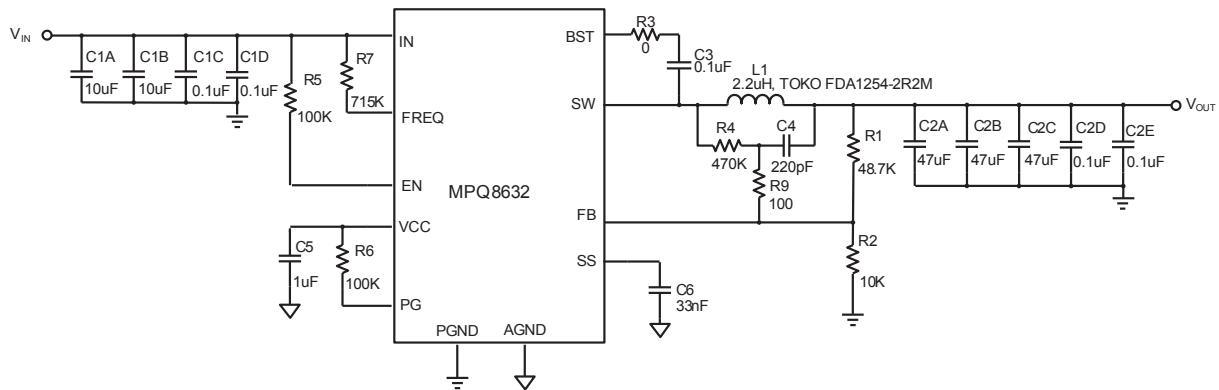 VIN
C1A
10uF
C1B
10uF
C1C
0.1uF
C1D
0.1uF
R5
100K
R7
715K
IN
FREQ
EN
VCC
PG
PGND
AGND
MPQ8632
BST
SW
FB
SS
C5
1uF
R6
100K
R3
0
C3
0.1uF
L1
2.2uH, TOKO FDA1254-2R2M
R4
470K
C4
220pF
R9
100
R1
48.7K
R2
10K
C6
33nF
C2A
47uF
C2B
47uF
C2C
47uF
C2D
0.1uF
C2E
0.1uF
VOUT